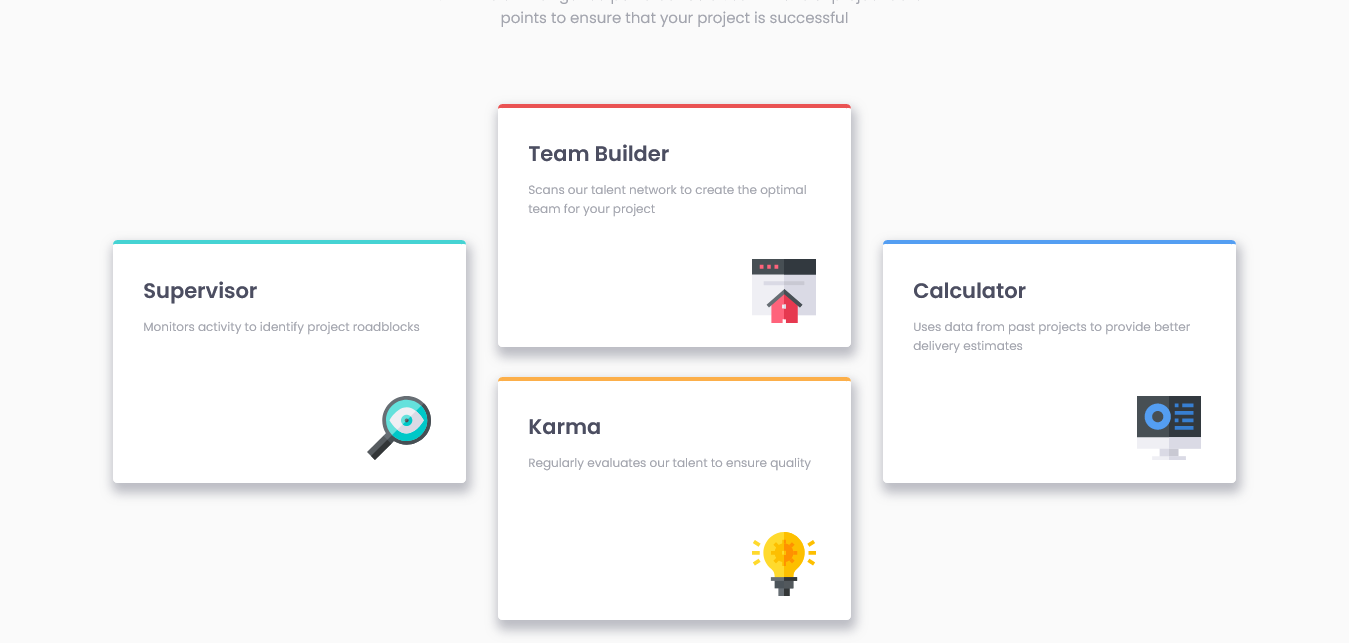 points to ensure that your project is successful
Team Builder
Scans our talent network to create the optimal
team for your project
Supervisor
Monitors activity to identify project roadblocks
Calculator
Uses data from past projects to provide better
delivery estimates
Karma
Regularly evaluates our talent to ensure quality